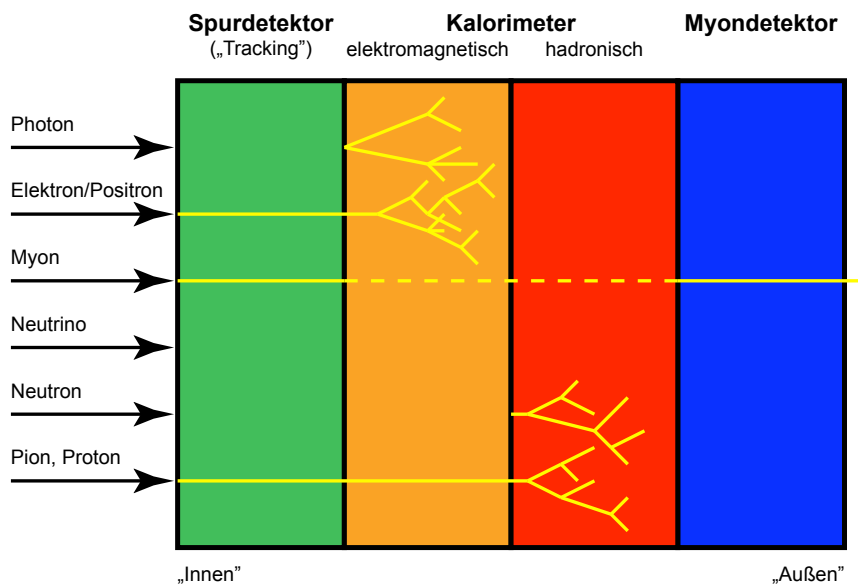 Spurdetektor
(„Tracking”)
Kalorimeter
elektromagnetisch
hadronisch
Myondetektor
Photon
Elektron/Positron
Myon
Neutrino
Neutron
Pion, Proton
„Innen”
„Außen”